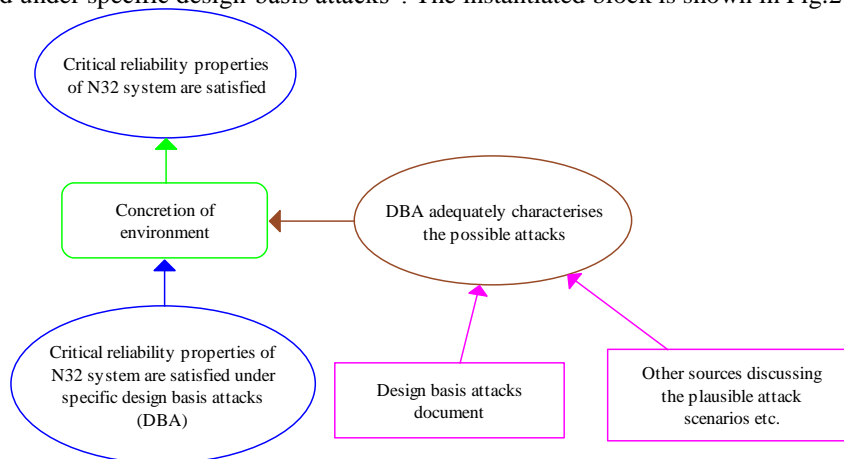 d under specific design-basis attacks". The instantiated block is shown in Fig.2
Critical reliability properties
of N32 system are satisfied
Concretion of
environment
DBA adequately characterises
the possible attacks
Critical reliability properties of
N32 system are satisfied under
specific design basis attacks
(DBA)
Design basis attacks
document
Other sources discussing
the plausible attack
scenarios etc.